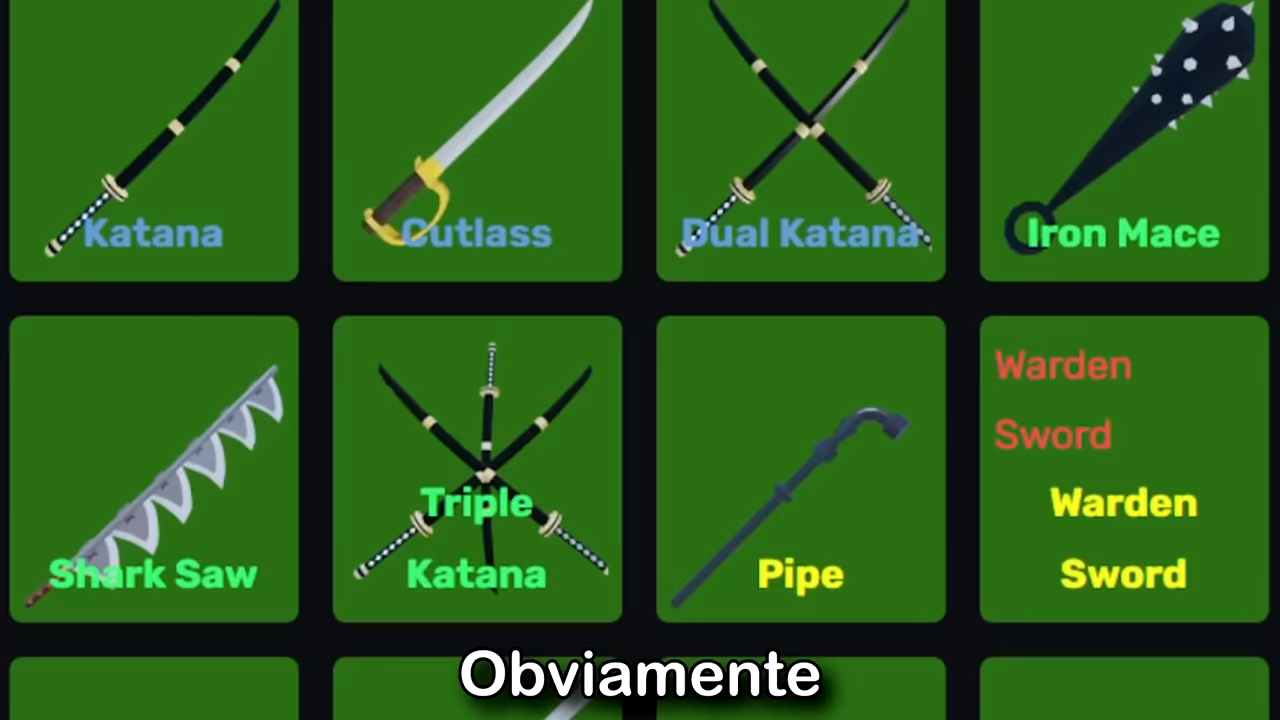 Katana
Cutlass
Dual Katana
Iron Mace
Shark Saw
Triple
Katana
Pipe
Warden
Sword
Warden
Sword
Obviamente